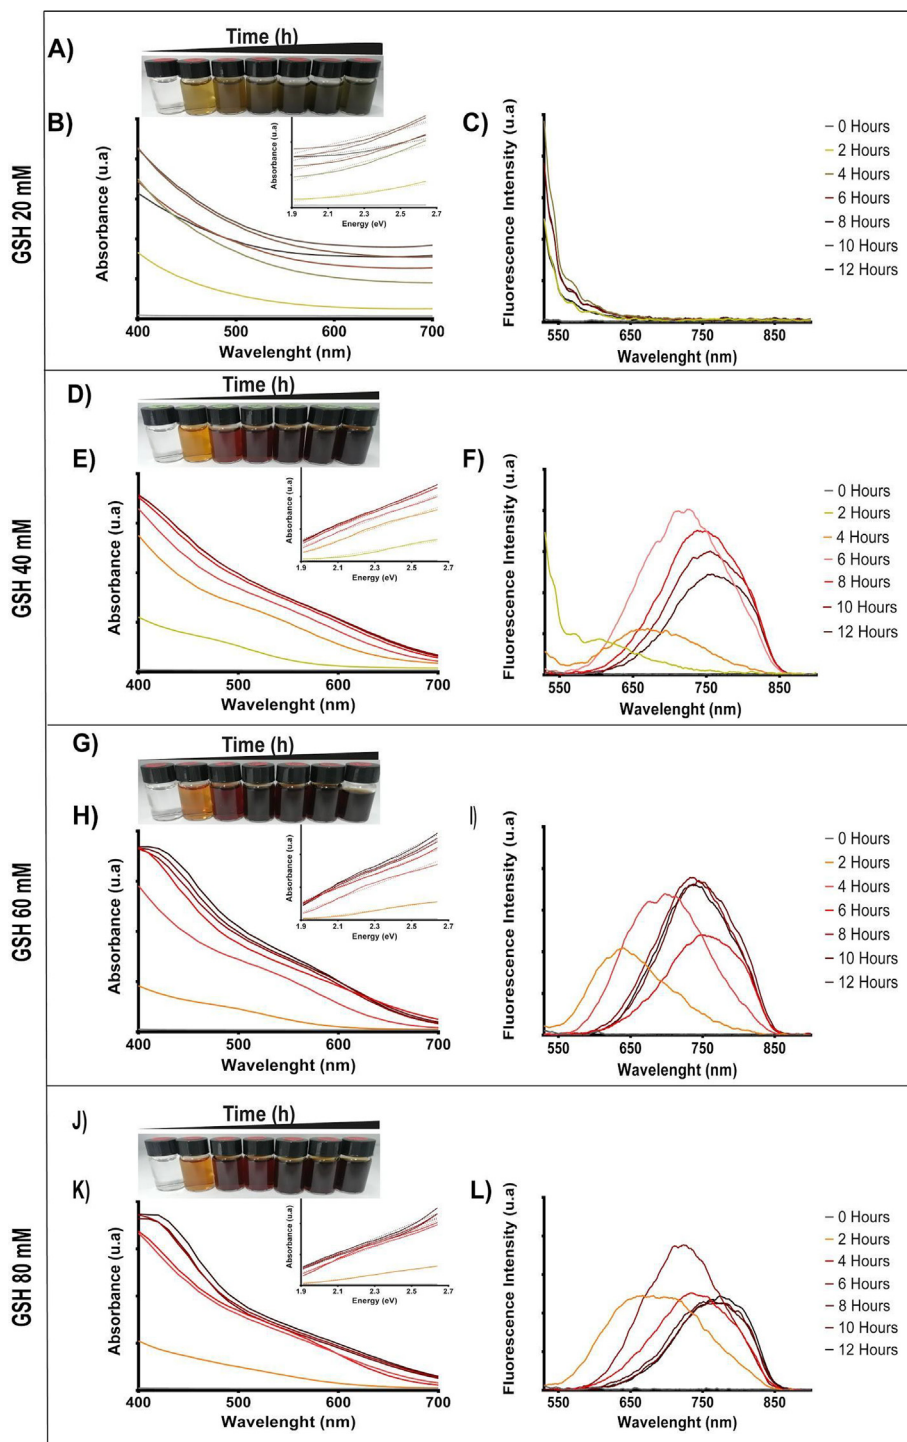 GSH 20 mM
A)
Time (h)
B)
Absorbance (u.a)
400
500
600
700
Wavelenght (nm)
Absorbance (u.a)
1.9
2.1
2.3
2.5
2.7
Energy (eV)
C)
Fluorescence Intensity (u.a)
550
650
750
850
Wavelenght (nm)
0 Hours
2 Hours
4 Hours
6 Hours
8 Hours
10 Hours
12 Hours
GSH 40 mM
D)
Time (h)
E)
Absorbance (u.a)
400
500
600
700
Wavelenght (nm)
Absorbance (u.a)
1.9
2.1
2.3
2.5
2.7
Energy (eV)
F)
Fluorescence Intensity (u.a)
550
650
750
850
Wavelenght (nm)
0 Hours
2 Hours
4 Hours
6 Hours
8 Hours
10 Hours
12 Hours
GSH 60 mM
G)
Time (h)
H)
Absorbance (u.a)
400
500
600
700
Wavelenght (nm)
Absorbance (u.a)
1.9
2.1
2.3
2.5
2.7
Energy (eV)
I)
Fluorescence Intensity (u.a)
550
650
750
850
Wavelenght (nm)
0 Hours
2 Hours
4 Hours
6 Hours
8 Hours
10 Hours
12 Hours
GSH 80 mM
J)
Time (h)
K)
Absorbance (u.a)
400
500
600
700
Wavelenght (nm)
Absorbance (u.a)
1.9
2.1
2.3
2.5
2.7
Energy (eV)
L)
Fluorescence Intensity (u.a)
550
650
750
850
Wavelenght (nm)
0 Hours
2 Hours
4 Hours
6 Hours
8 Hours
10 Hours
12 Hours